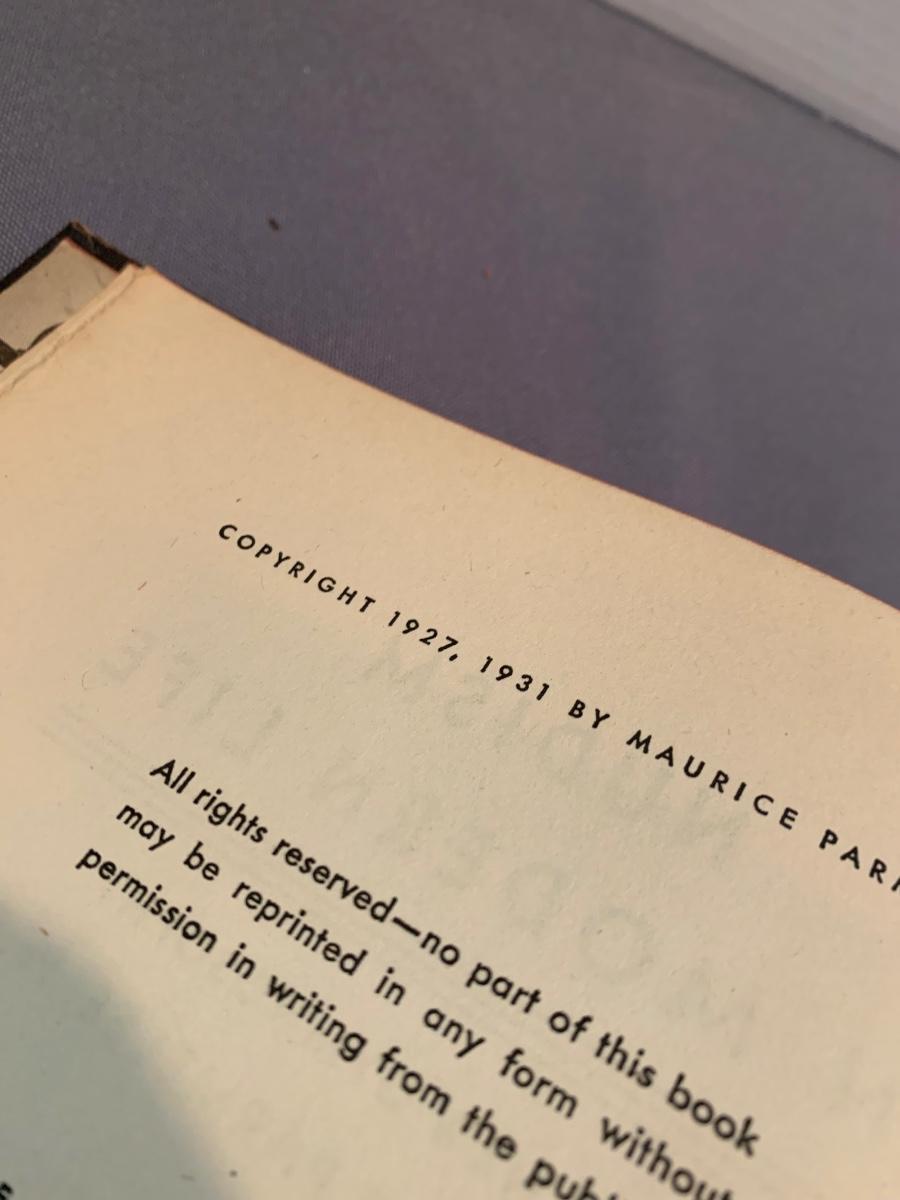 COPYRIGHT 1927, 1931 BY MAURICE
All rights reserved—no part of this book
may be reprinted in any form without
permission in writing from the